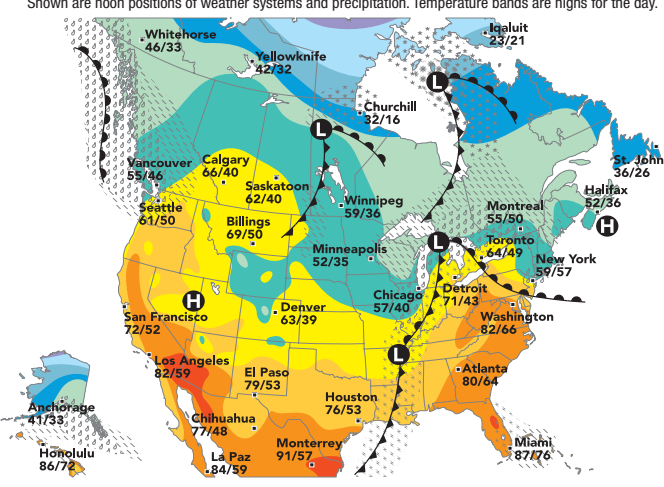 Shown are noon positions of weather systems and precipitation. Temperature bands are highs for the day.
Whitehorse
46/33
Yellowknife
42/32
Iqaluit
23/21
Churchill
32/16
L
L
Vancouver
55/46
Calgary
66/40
Saskatoon
62/40
Winnipeg
59/36
St. John
36/26
Halifax
52/36
H
Seattle
61/50
Billings
69/50
Minneapolis
52/35
Montreal
55/50
L
Toronto
64/49
New York
59/57
Chicago
57/40
Detroit
71/43
H
San Francisco
72/52
Denver
63/39
Washington
82/66
L
Los Angeles
82/59
El Paso
79/53
Houston
76/53
Atlanta
80/64
Anchorage
41/33
Chihuahua
77/48
Monterrey
91/57
Miami
87/76
Honolulu
86/72
La Paz
84/59